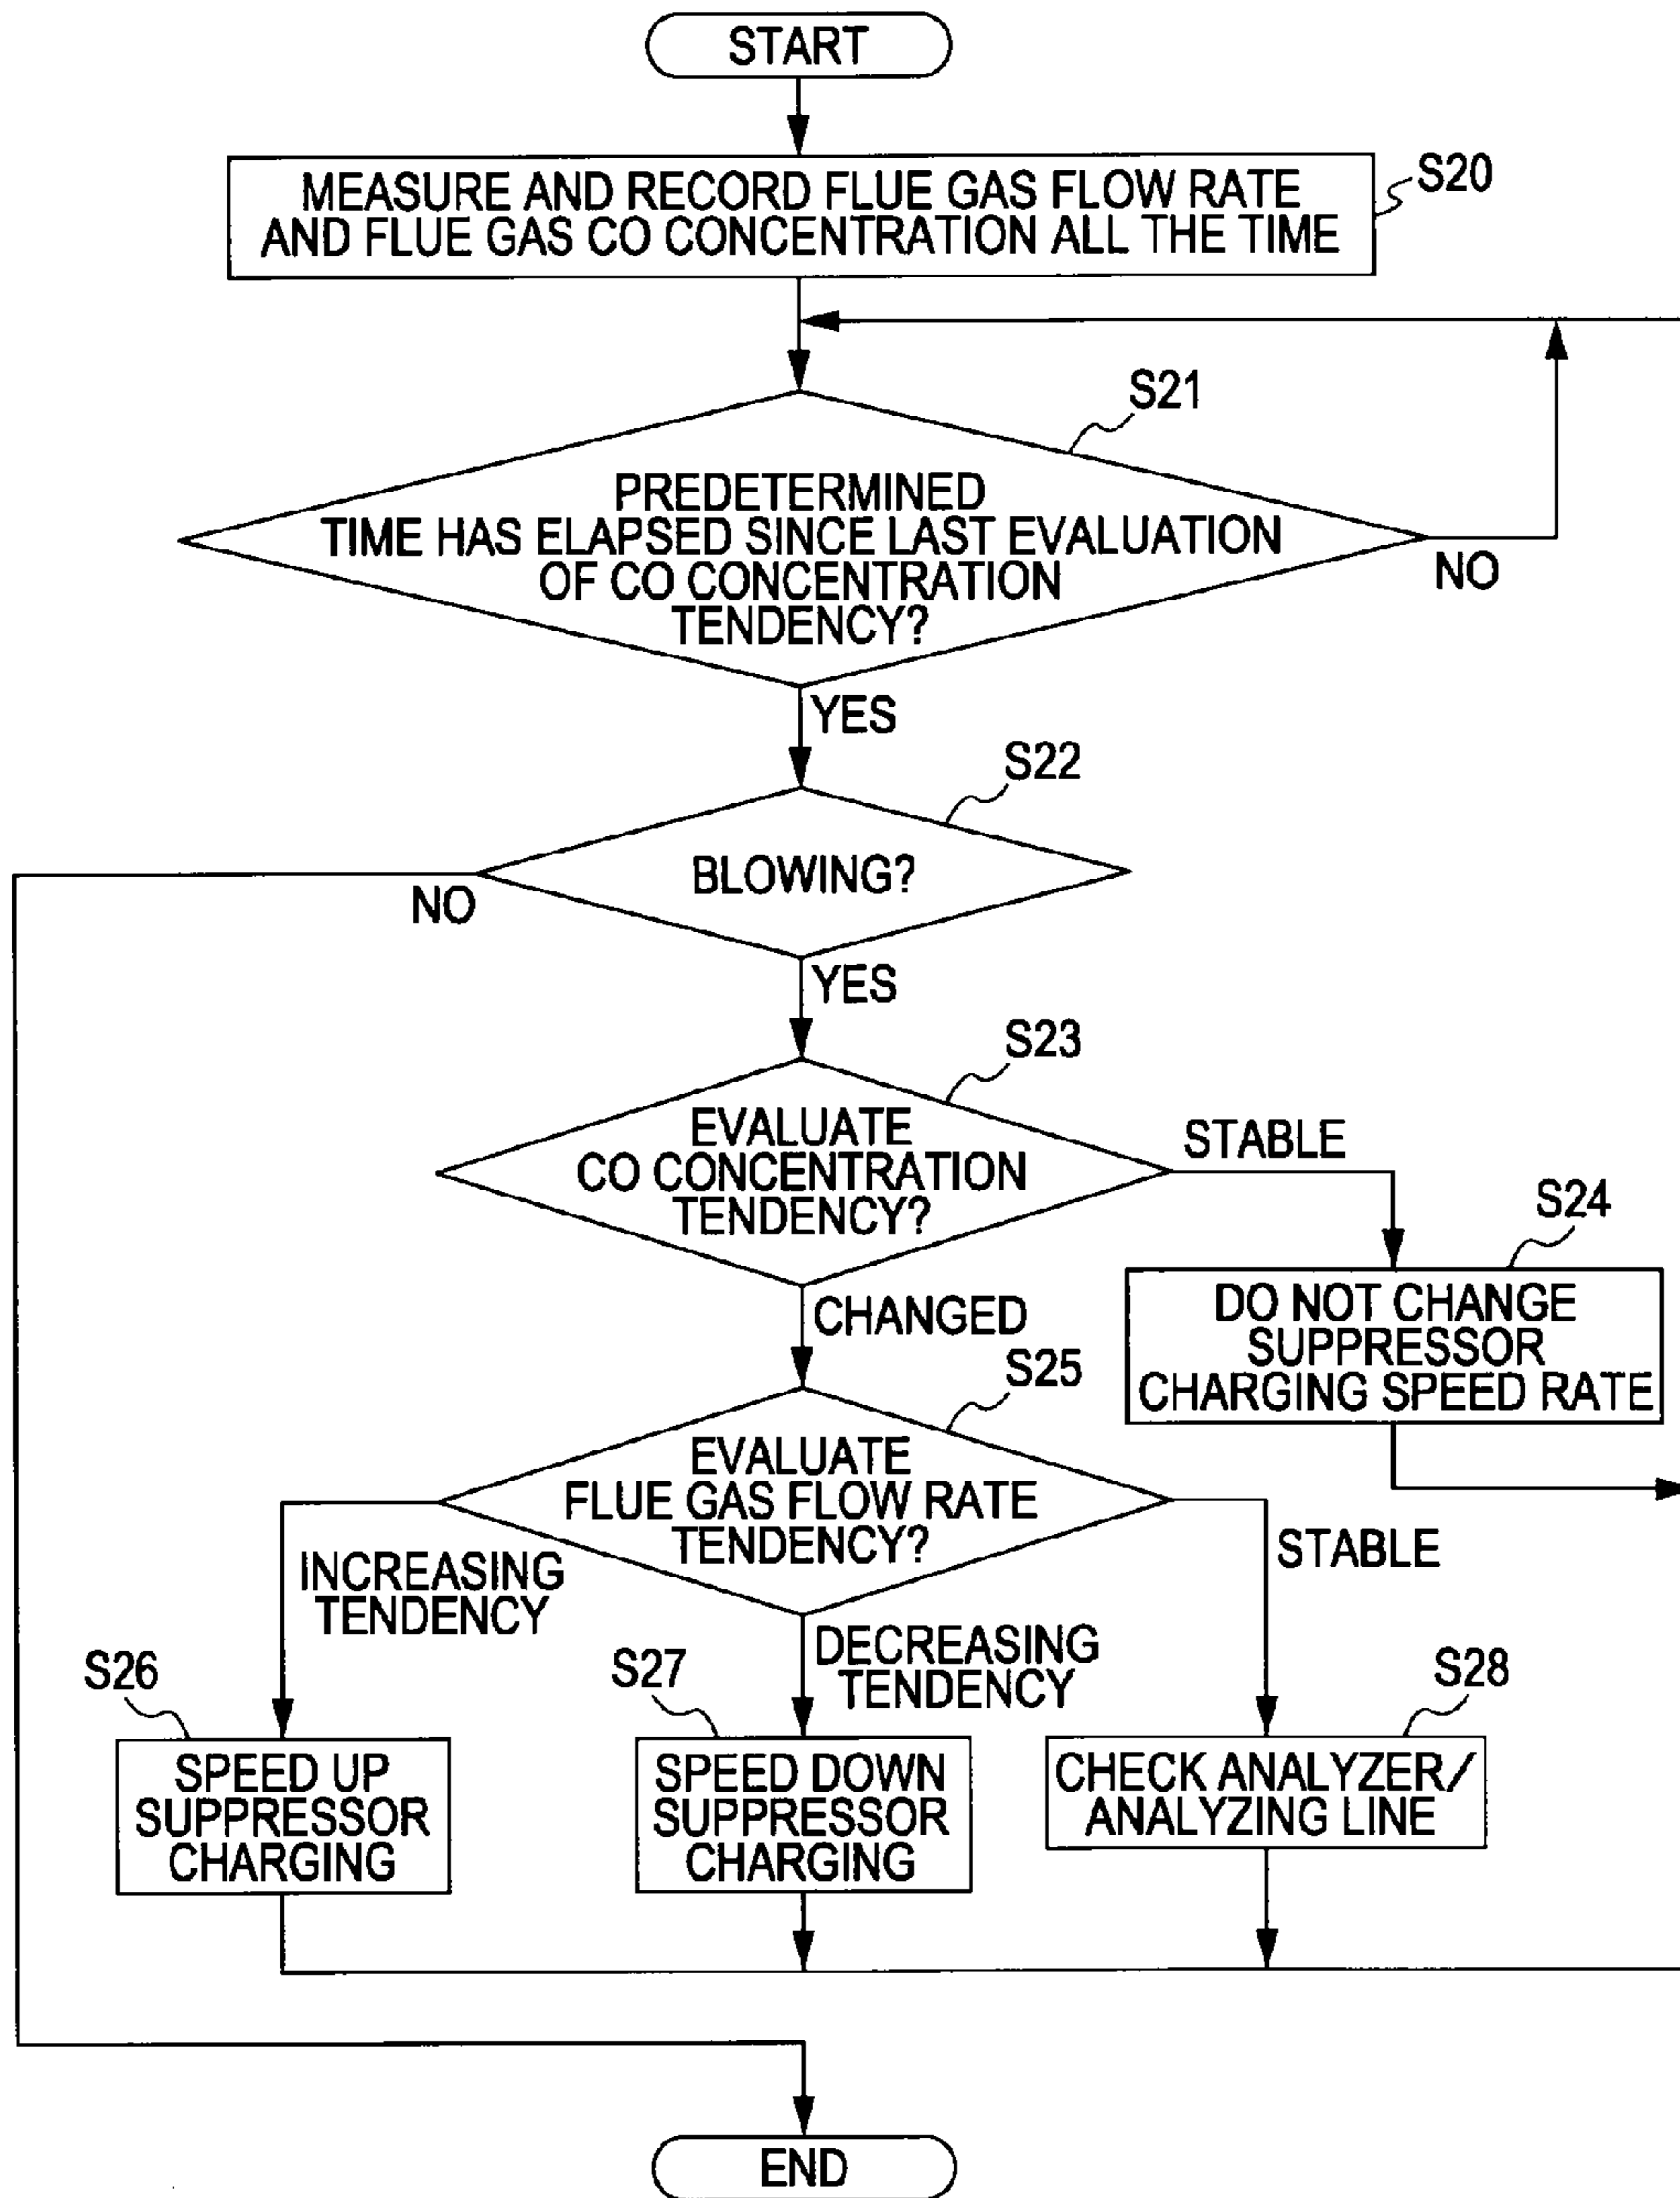 START
MEASURE AND RECORD FLUE GAS FLOW RATE
AND FLUE GAS CO CONCENTRATION ALL THE TIME
S20
S21
PREDETERMINED
TIME HAS ELAPSED SINCE LAST EVALUATION
OF CO CONCENTRATION
TENDENCY?
NO
YES
S22
BLOWING?
NO
YES
S23
EVALUATE
CO CONCENTRATION
TENDENCY?
STABLE
S24
DO NOT CHANGE
SUPPRESSOR
CHARGING SPEED RATE
CHANGED
S25
EVALUATE
FLUE GAS FLOW RATE
TENDENCY?
INCREASING
TENDENCY
DECREASING
TENDENCY
STABLE
S26
SPEED UP
SUPPRESSOR
CHARGING
S27
SPEED DOWN
SUPPRESSOR
CHARGING
S28
CHECK ANALYZER/
ANALYZING LINE
END